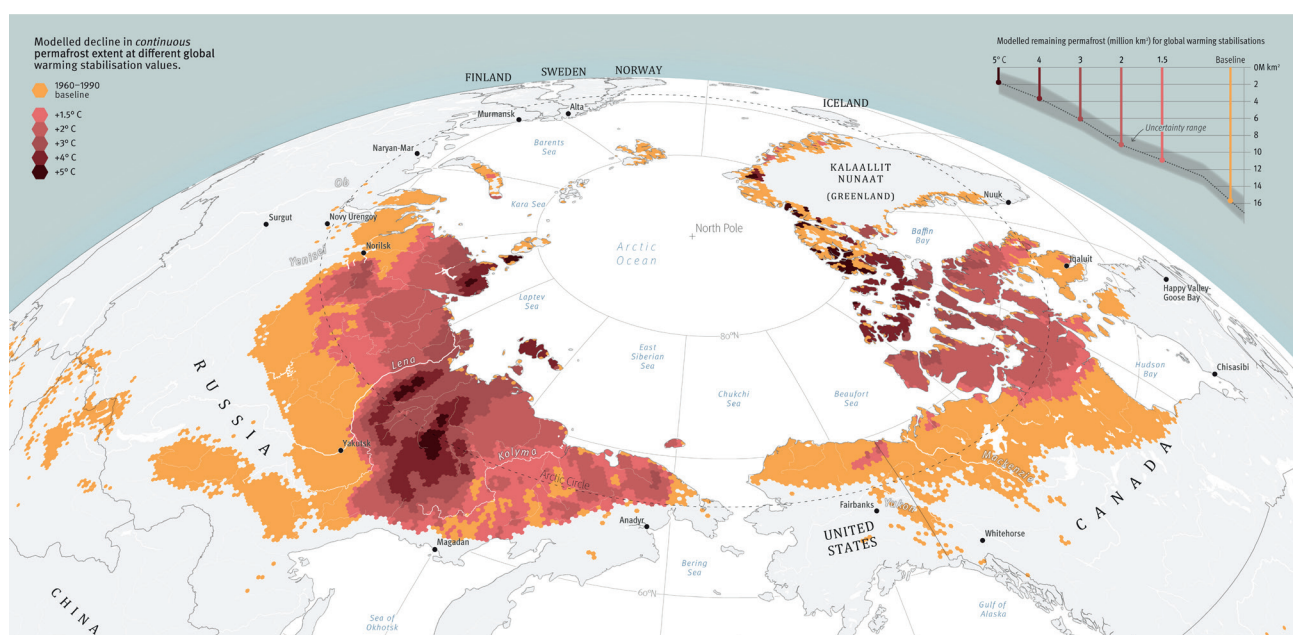 Modelled decline in continuous
permafrost extent at different global
warming stabilisation values.
1960–1990
baseline
+1.5° C
+2° C
+3° C
+4° C
+5° C
Modelled remaining permafrost (million km²) for global warming stabilisations
5° C
4
3
2
1.5
Baseline
0M km²
2
4
6
8
10
12
14
16
Uncertainty range
FINLAND
SWEDEN
NORWAY
ICELAND
Murmansk
Alta
Naryan-Mar
Barents
Sea
KALAALLIT
NUNAAT
(GREENLAND)
Nuuk
Ob
Kara Sea
Surgut
Novy Urengoy
Norilsk
Yenisey
North Pole
Arctic
Ocean
Baffin
Bay
Iqaluit
Happy Valley-
Goose Bay
Laptev
Sea
80°N
East
Siberian
Sea
Chukchi
Sea
Beaufort
Sea
Hudson
Bay
Chisasibi
Lena
RUSSIA
Yakutsk
Kolyma
Arctic Circle
Mackenzie
CANADA
Fairbanks
Yukon
UNITED
STATES
Whitehorse
Anadyr
Magadan
Bering
Sea
60°N
Sea of
Okhotsk
Gulf of
Alaska
CHINA